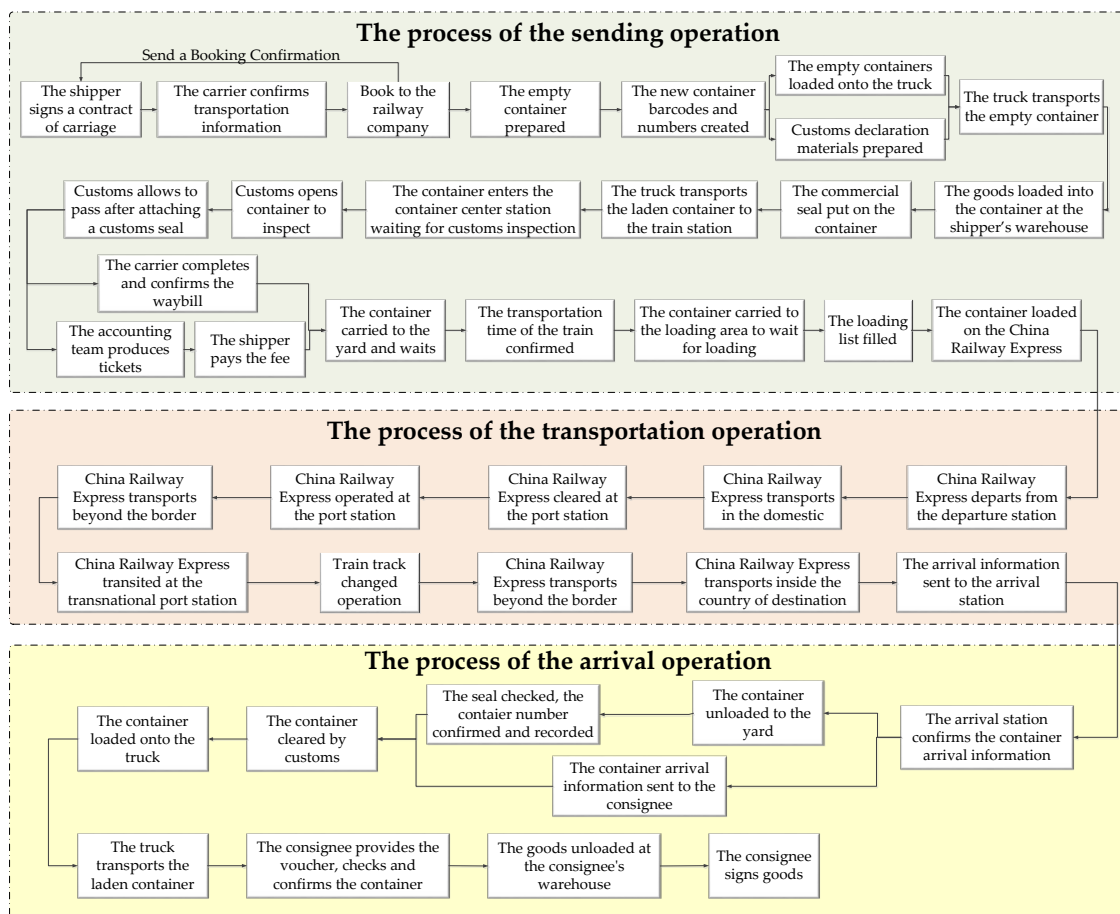 The process of the sending operation
Send a Booking Confirmation
The shipper
signs a contract
of carriage
The carrier confirms
transportation
information
Book to the
railway
company
The empty
container
prepared
The new container
barcodes and
numbers created
The empty containers
loaded onto the truck
Customs declaration
materials prepared
The truck transports
the empty container
The goods loaded into
the container at the
shipper's warehouse
The commercial
seal put on the
container
The truck transports
the laden container to
the train station
The container enters the
container center station
waiting for customs inspection
Customs opens
container to
inspect
Customs allows to
pass after attaching
a customs seal
The carrier completes
and confirms the
waybill
The accounting
team produces
tickets
The shipper
pays the fee
The container
carried to the
yard and waits
The transportation
time of the train
confirmed
The container carried to
the loading area to wait
for loading
The loading
list filled
The container loaded
on the China
Railway Express
The process of the transportation operation
China Railway
Express departs from
the departure station
China Railway
Express transports
in the domestic
China Railway
Express cleared at
the port station
China Railway
Express operated at
the port station
China Railway
Express transports
beyond the border
China Railway Express
transited at the
transnational port station
Train track
changed
operation
China Railway
Express transports
beyond the border
China Railway Express
transports inside the
country of destination
The arrival information
sent to the arrival
station
The process of the arrival operation
The arrival station
confirms the container
arrival information
The container
unloaded to the
yard
The seal checked, the
contaier number
confirmed and recorded
The container arrival
information sent to the
consignee
The container
cleared by
customs
The container
loaded onto the
truck
The truck
transports the
laden container
The consignee provides the
voucher, checks and
confirms the container
The goods unloaded at
the consignee's
warehouse
The consignee
signs goods